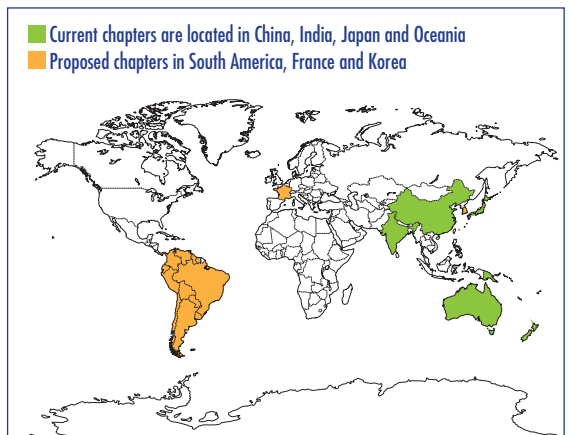 Current chapters are located in China, India, Japan and Oceania
Proposed chapters in South America, France and Korea